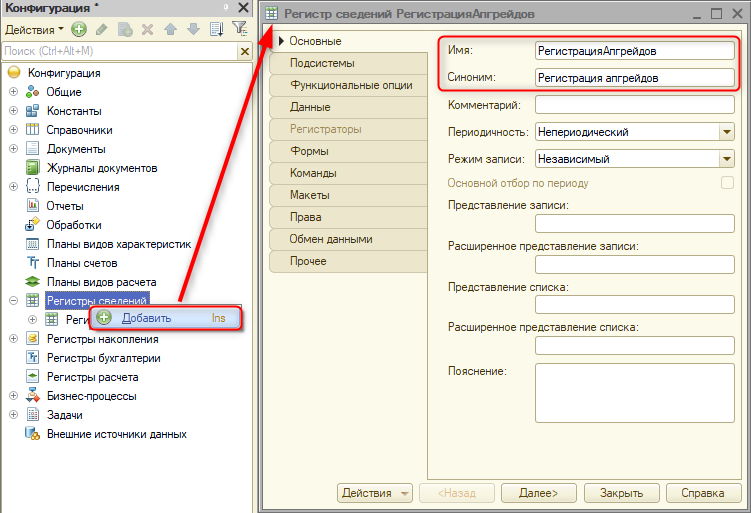 Конфигурация *
Действия
Поиск (Ctrl+Alt+M)
Конфигурация
Общие
Константы
Справочники
Документы
Журналы документов
Перечисления
Отчеты
Обработки
Планы видов характеристик
Планы счетов
Планы видов расчета
Регистры сведений
Реги
Добавить Ins
Регистры накопления
Регистры бухгалтерии
Регистры расчета
Бизнес-процессы
Задачи
Внешние источники данных
Регистр сведений РегистрацияАпгрейдов
Основные
Подсистемы
Функциональные опции
Данные
Регистраторы
Формы
Команды
Макеты
Права
Обмен данными
Прочее
Имя: РегистрацияАпгрейдов
Синоним: Регистрация апгрейдов
Комментарий:
Периодичность: Непериодический
Режим записи: Независимый
Основной отбор по периоду
Представление записи:
Расширенное представление записи:
Представление списка:
Расширенное представление списка:
Пояснение:
Действия <Назад Далее> Закрыть Справка